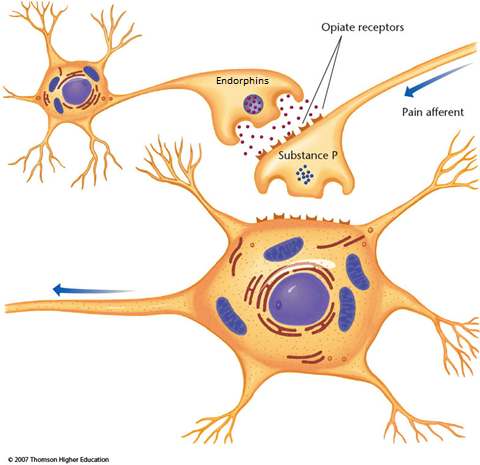 Opiate receptors
Endorphins
Pain afferent
Substance P
© 2007 Thomson Higher Education